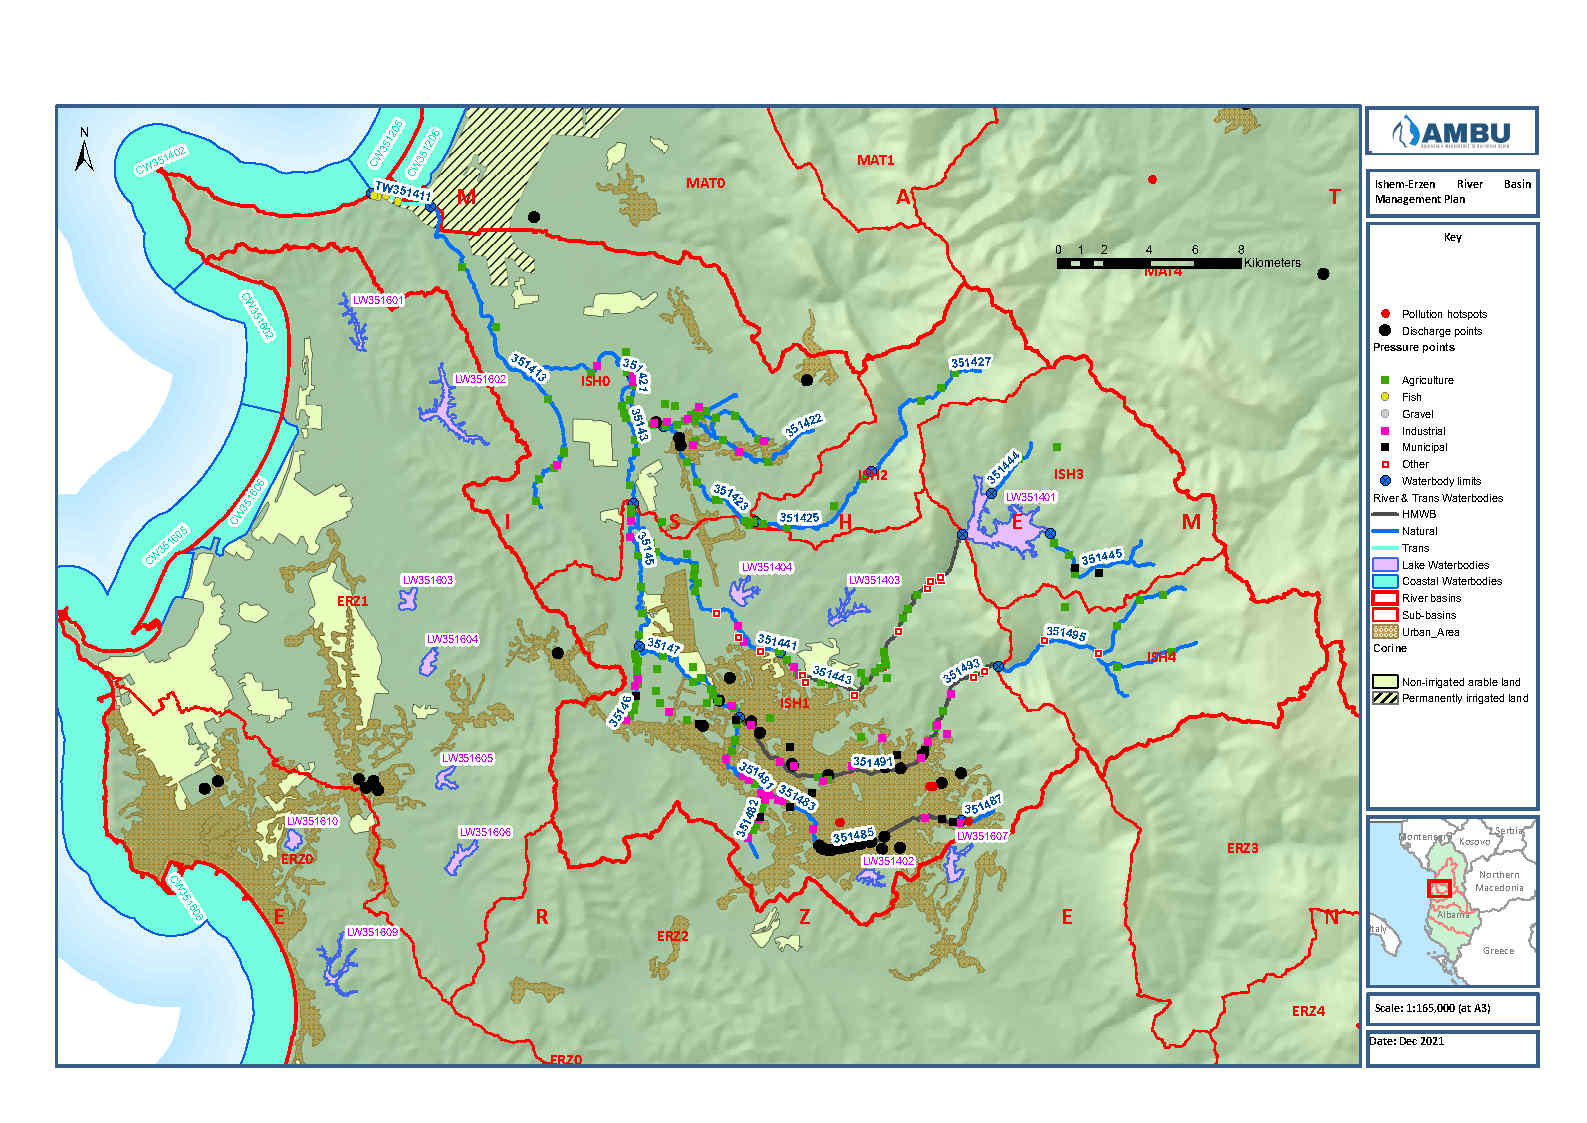 N
CW351402
CW351205
CW351206
TW351411
M
MAT0
MAT1
A
T
0 1 2 4 6 8
Kilometers
MAT4
CW351602
LW351601
LW351602
351413
ISH0
351421
35143
351422
351427
351423
351425
ISH2
351444
LW351401
ISH3
I
S
H
E
M
CW351606
CW351605
35145
LW351404
LW351403
351445
LW351603
ERZ1
LW351604
35147
351441
351443
351495
ISH4
351493
ISH1
35146
LW351605
351491
351481
351483
351482
351487
351485
LW351607
LW351402
LW351610
LW351606
ERZ0
ERZ3
CW351608
E
R
Z
E
N
LW351609
ERZ2
ERZ4
ERZ0
AMBU
Ishem-Erzen River Basin
Management Plan
Key
Pollution hotspots
Discharge points
Pressure points
Agriculture
Fish
Gravel
Industrial
Municipal
Other
Waterbody limits
River & Trans Waterbodies
HMWB
Natural
Trans
Lake Waterbodies
Coastal Waterbodies
River basins
Sub-basins
Urban_Area
Corine
Non-irrigated arable land
Permanently irrigated land
Montenegro
Serbia
Kosovo
Northern
Macedonia
Albania
Italy
Greece
Scale: 1:165,000 (at A3)
Date: Dec 2021